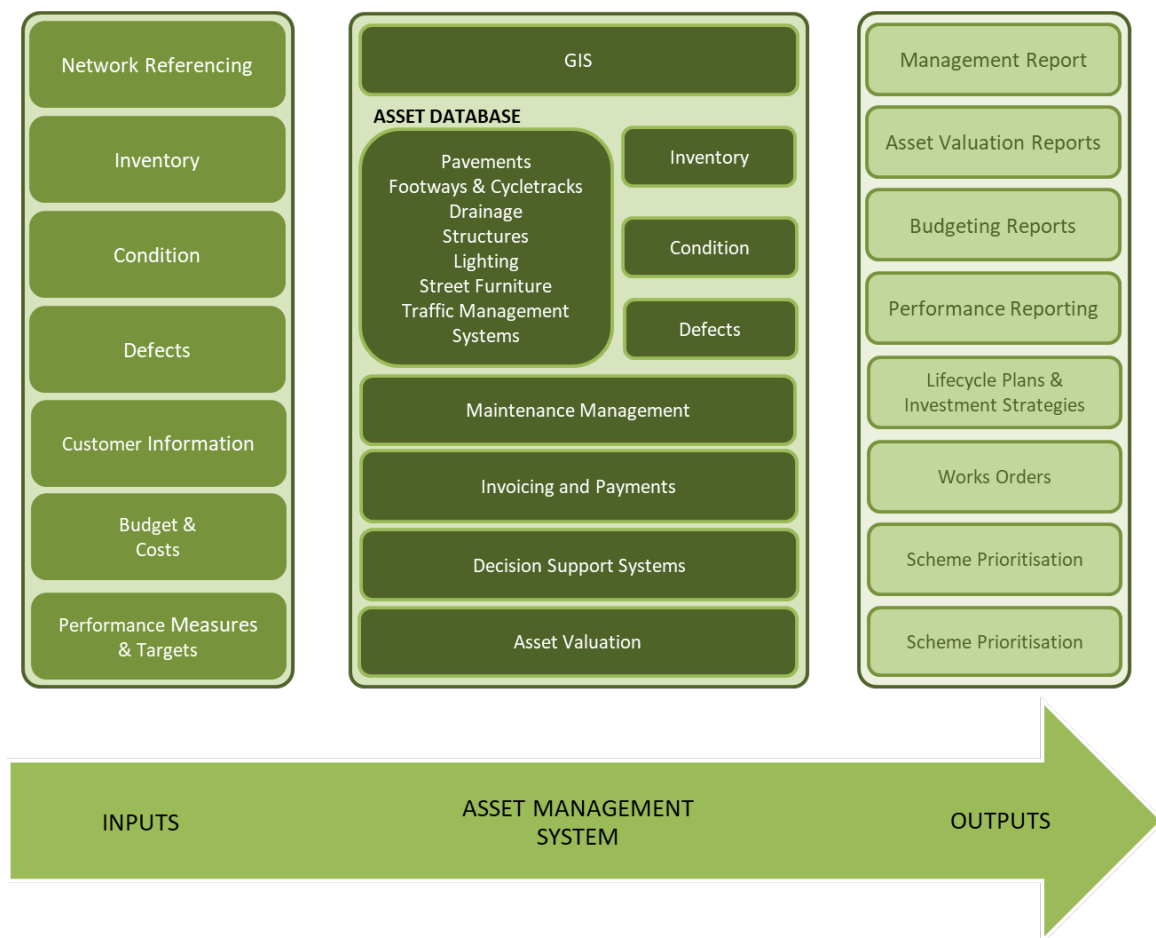 Network Referencing
Inventory
Condition
Defects
Customer Information
Budget &
Costs
Performance Measures
& Targets
GIS
ASSET DATABASE
Pavements
Footways & Cycletracks
Drainage
Structures
Lighting
Street Furniture
Traffic Management
Systems
Inventory
Condition
Defects
Maintenance Management
Invoicing and Payments
Decision Support Systems
Asset Valuation
Management Report
Asset Valuation Reports
Budgeting Reports
Performance Reporting
Lifecycle Plans &
Investment Strategies
Works Orders
Scheme Prioritisation
Scheme Prioritisation
INPUTS
ASSET MANAGEMENT
SYSTEM
OUTPUTS